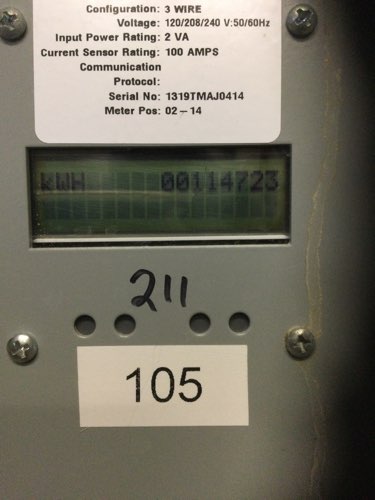 Configuration: 3 WIRE
Voltage: 120/208/240 V:50/60Hz
Input Power Rating: 2 VA
Current Sensor Rating: 100 AMPS
Communication
Protocol:
Serial No: 1319TMAJ0414
Meter Pos: 02-14
kWH 00114723
211
105